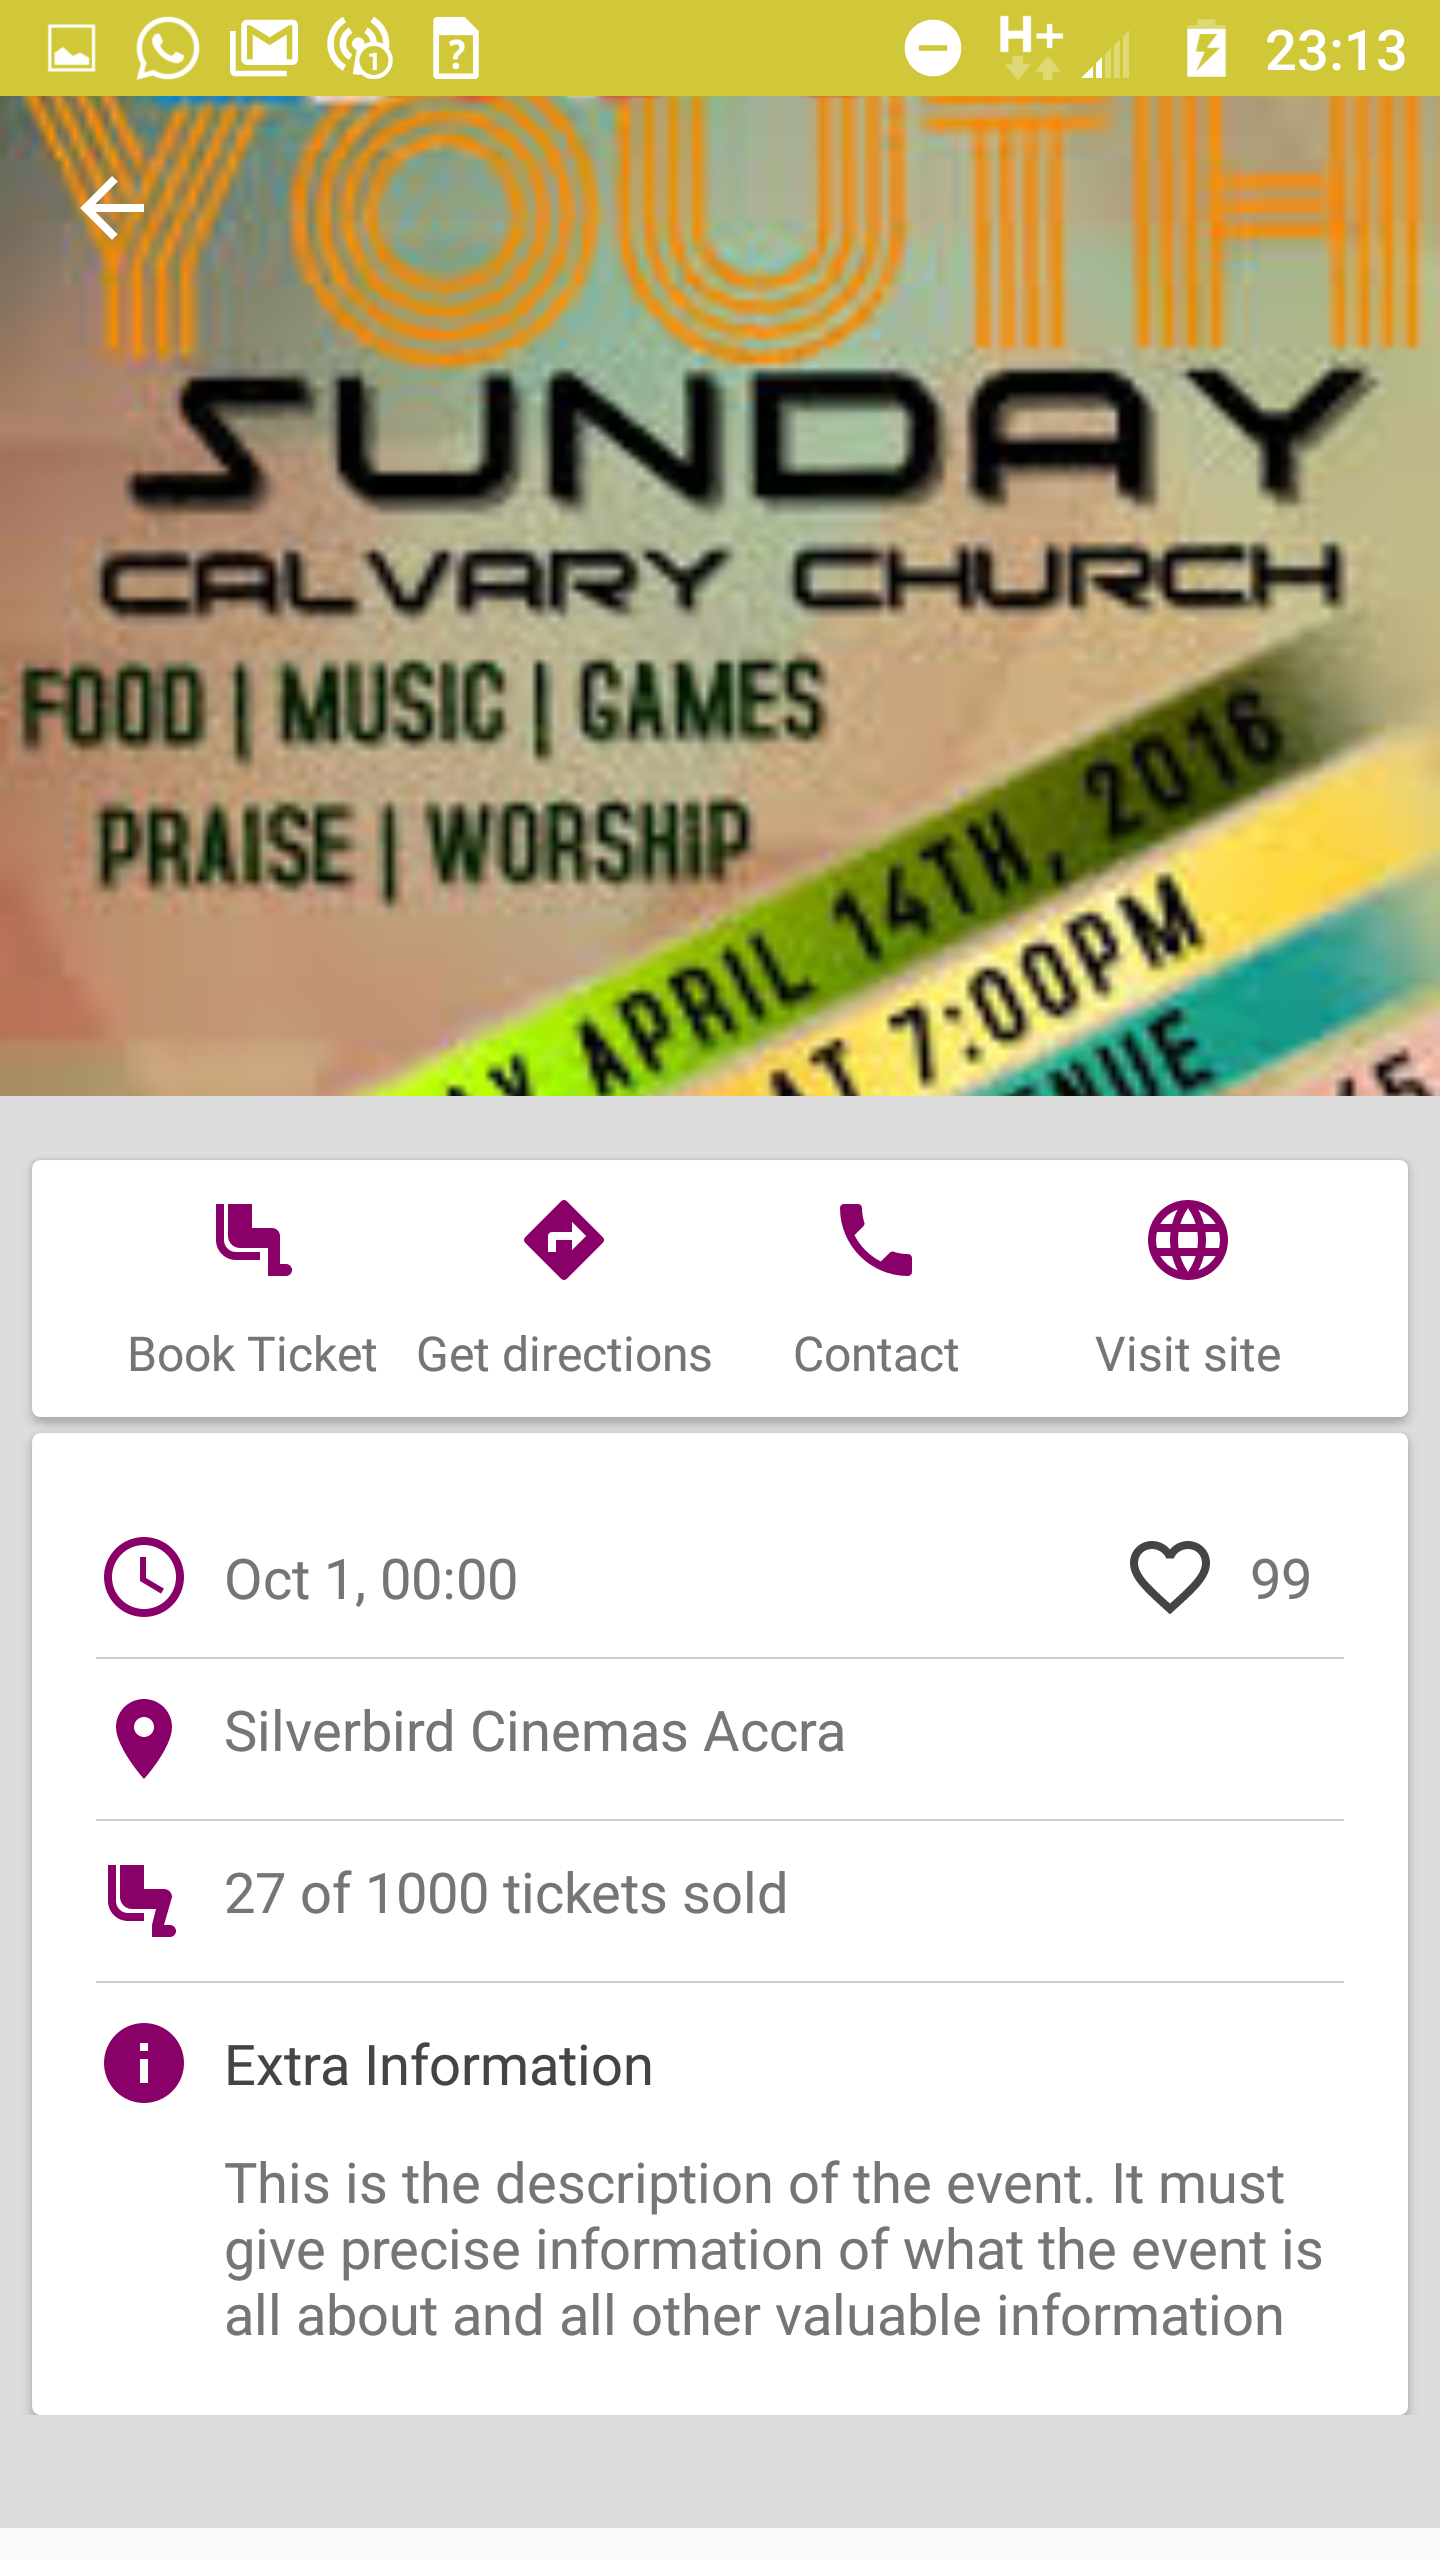 H+ 23:13
1
?
YOUTH
SUNDAY
CALVARY CHURCH
FOOD | MUSIC | GAMES
PRAISE | WORSHIP
APRIL 14TH, 2016
AT 7:00PM
Book Ticket Get directions Contact Visit site
Oct 1, 00:00 99
Silverbird Cinemas Accra
27 of 1000 tickets sold
Extra Information
This is the description of the event. It must
give precise information of what the event is
all about and all other valuable information